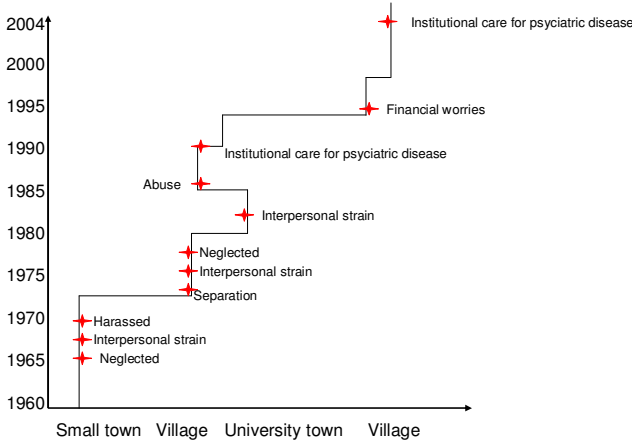 2004
Institutional care for psyciatric disease
2000
1995
Financial worries
1990
Institutional care for psyciatric disease
1985
Abuse
Interpersonal strain
1980
Neglected
1975
Interpersonal strain
Separation
1970
Harassed
Interpersonal strain
1965
Neglected
1960
Small town
Village
University town
Village